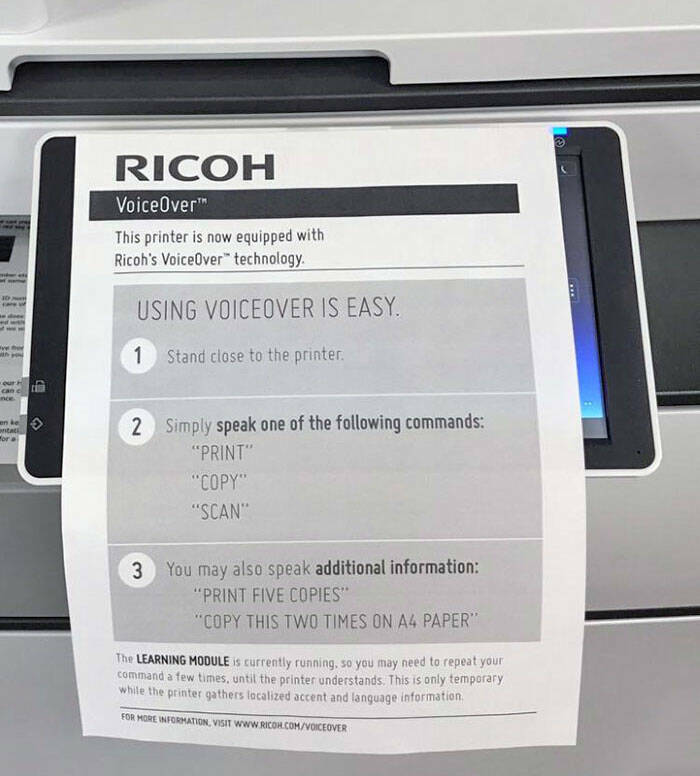 RICOH
VoiceOver™
This printer is now equipped with
Ricoh's VoiceOver™ technology.
USING VOICEOVER IS EASY.
1 Stand close to the printer.
2 Simply speak one of the following commands:
"PRINT"
"COPY"
"SCAN"
3 You may also speak additional information:
"PRINT FIVE COPIES"
"COPY THIS TWO TIMES ON A4 PAPER"
The LEARNING MODULE is currently running, so you may need to repeat your
command a few times, until the printer understands. This is only temporary
while the printer gathers localized accent and language information.
FOR MORE INFORMATION, VISIT WWW.RICOH.COM/VOICEOVER